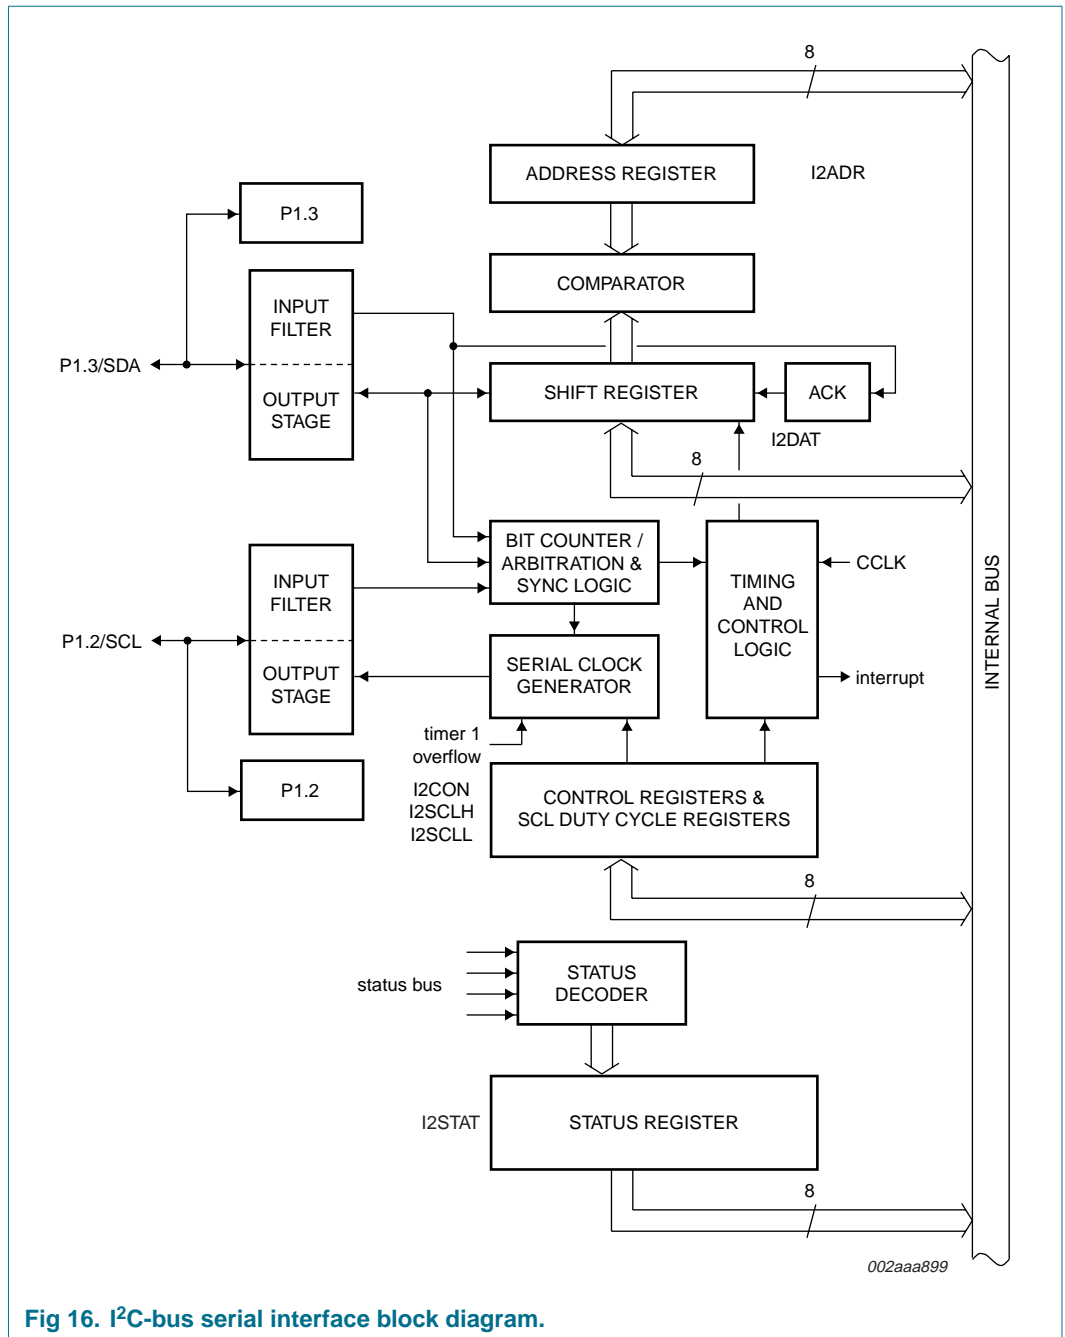 8
ADDRESS REGISTER
I2ADR
P1.3
COMPARATOR
INPUT
FILTER
P1.3/SDA
OUTPUT
STAGE
SHIFT REGISTER
ACK
I2DAT
8
BIT COUNTER /
ARBITRATION &
SYNC LOGIC
INPUT
FILTER
TIMING
AND
CONTROL
LOGIC
CCLK
INTERNAL BUS
P1.2/SCL
OUTPUT
STAGE
SERIAL CLOCK
GENERATOR
interrupt
timer 1
overflow
P1.2
I2CON
I2SCLH
I2SCLL
CONTROL REGISTERS &
SCL DUTY CYCLE REGISTERS
8
status bus
STATUS
DECODER
I2STAT
STATUS REGISTER
8
002aaa899
Fig 16. I²C-bus serial interface block diagram.